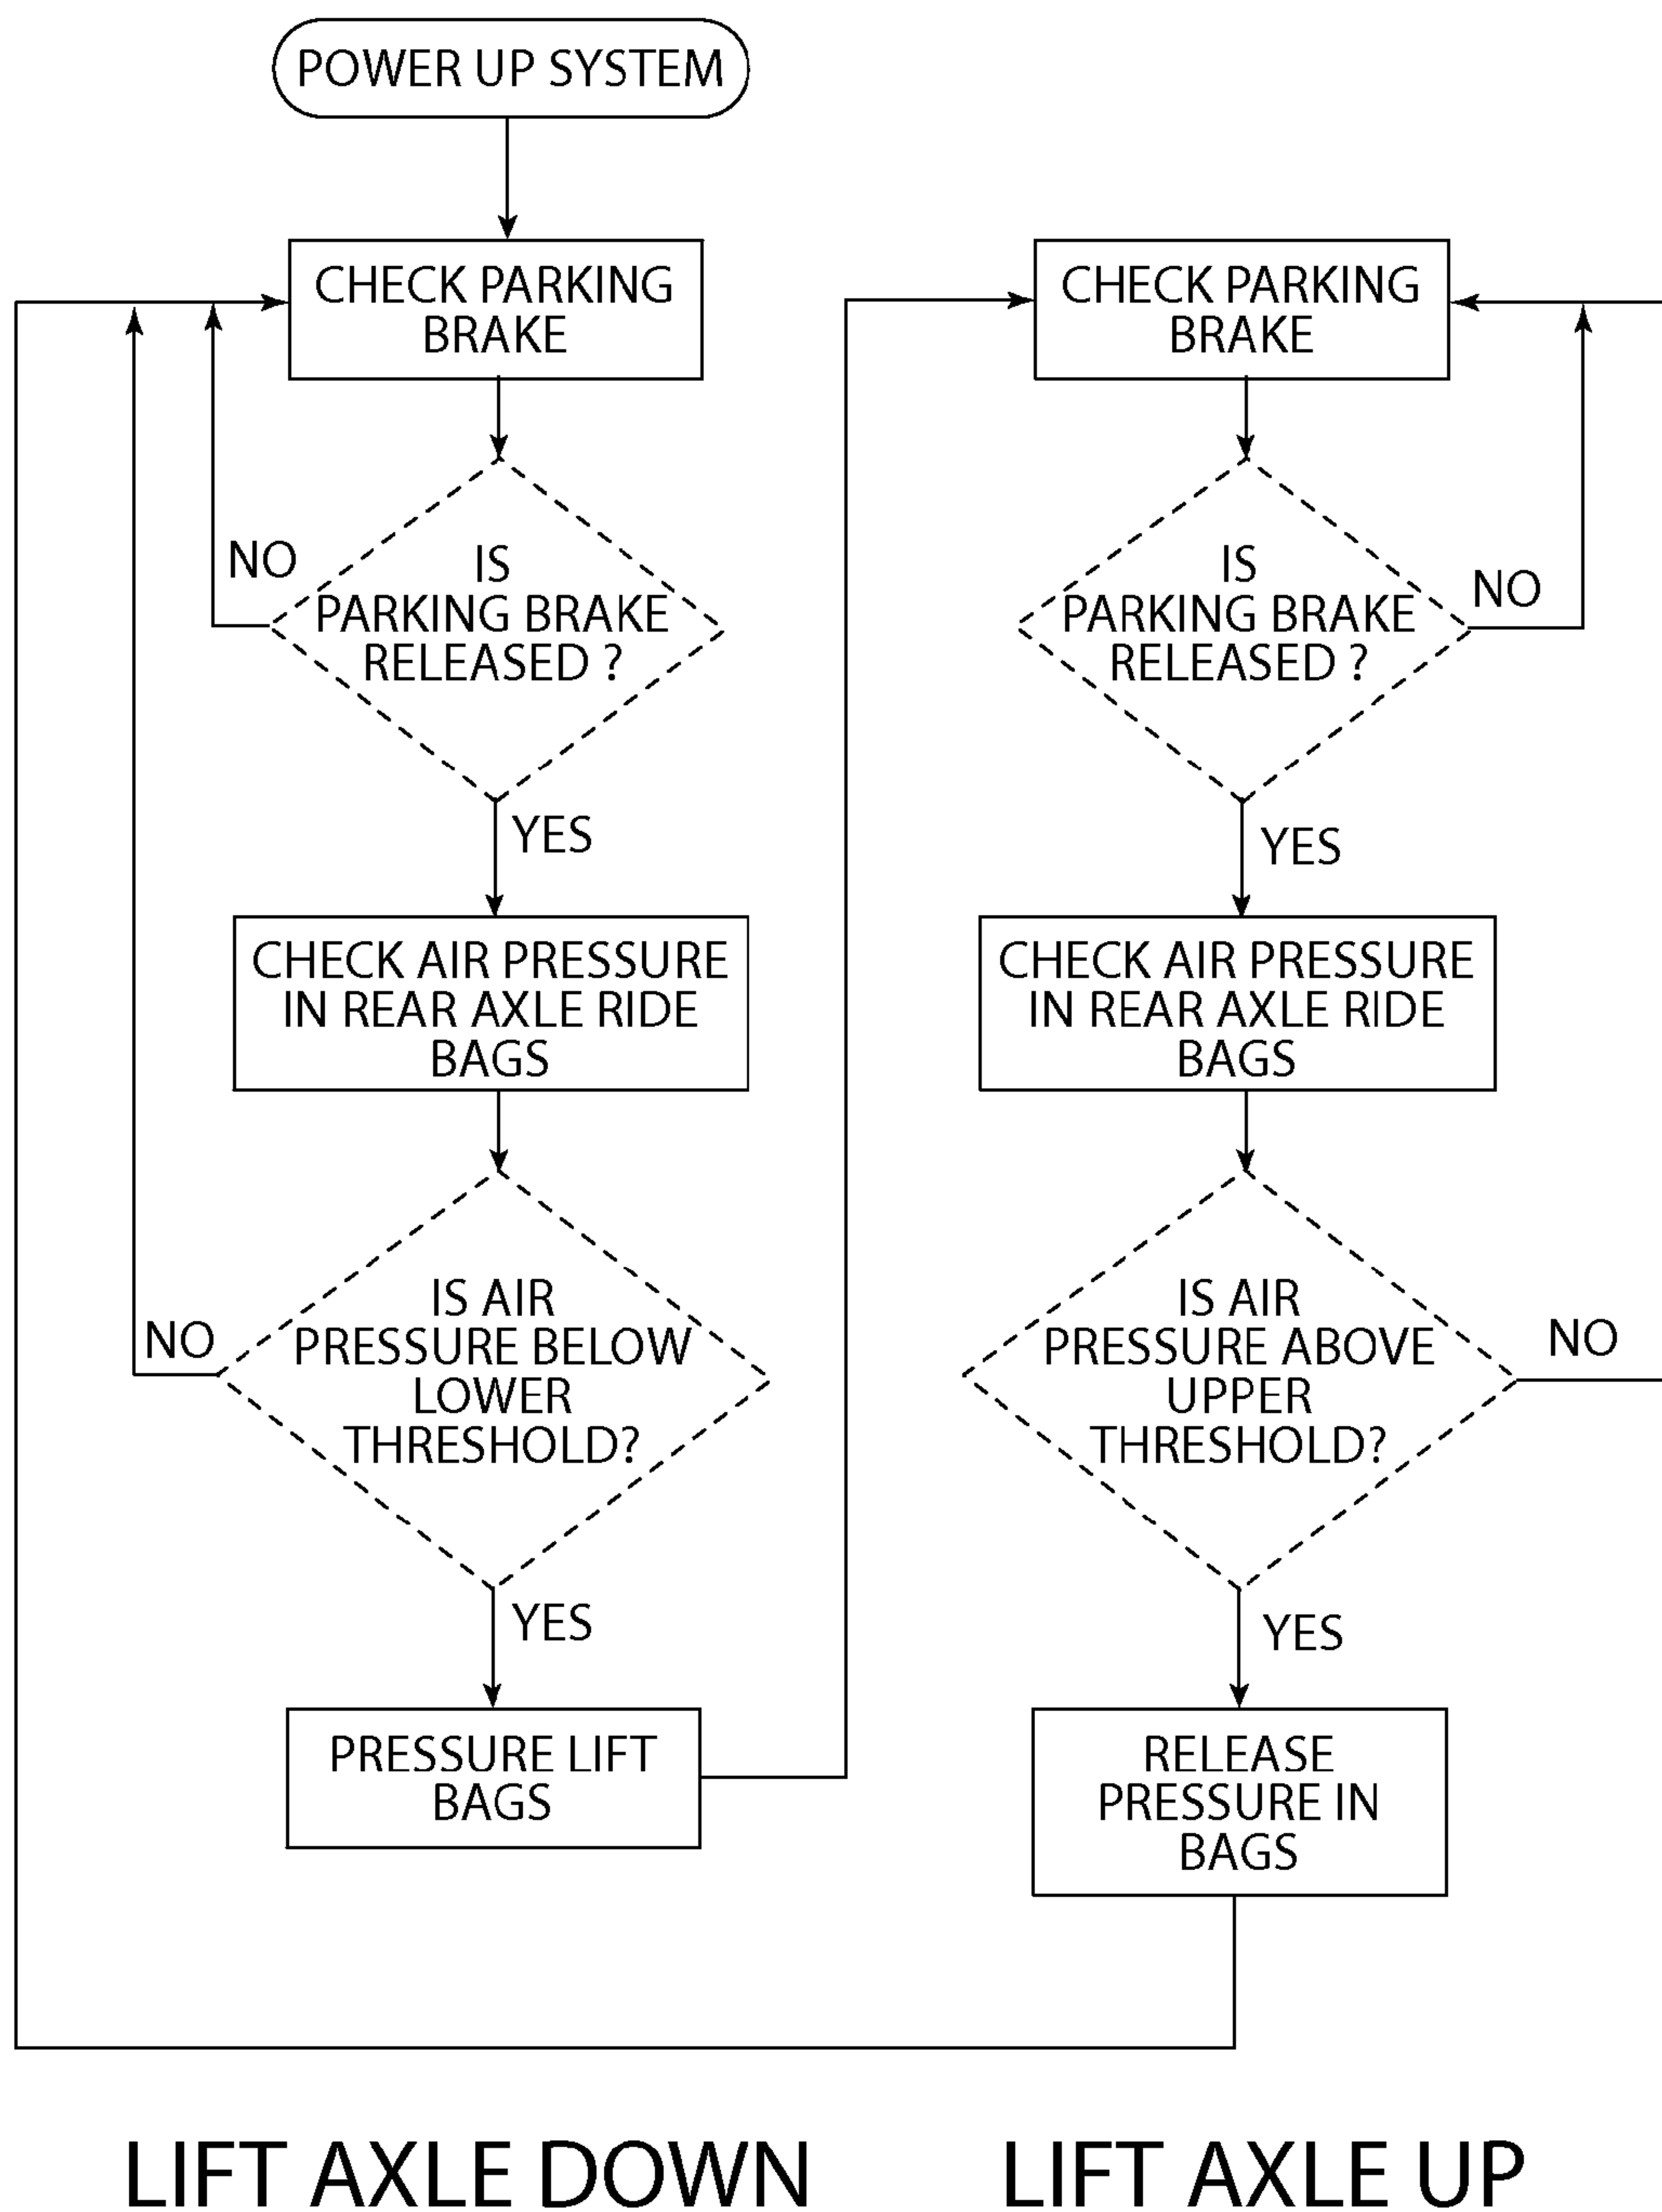 POWER UP SYSTEM
CHECK PARKING
BRAKE
NO
IS
PARKING BRAKE
RELEASED ?
YES
CHECK AIR PRESSURE
IN REAR AXLE RIDE
BAGS
NO
IS AIR
PRESSURE BELOW
LOWER
THRESHOLD?
YES
PRESSURE LIFT
BAGS
LIFT AXLE DOWN
CHECK PARKING
BRAKE
IS
PARKING BRAKE
RELEASED ?
NO
YES
CHECK AIR PRESSURE
IN REAR AXLE RIDE
BAGS
IS AIR
PRESSURE ABOVE
UPPER
THRESHOLD?
NO
YES
RELEASE
PRESSURE IN
BAGS
LIFT AXLE UP